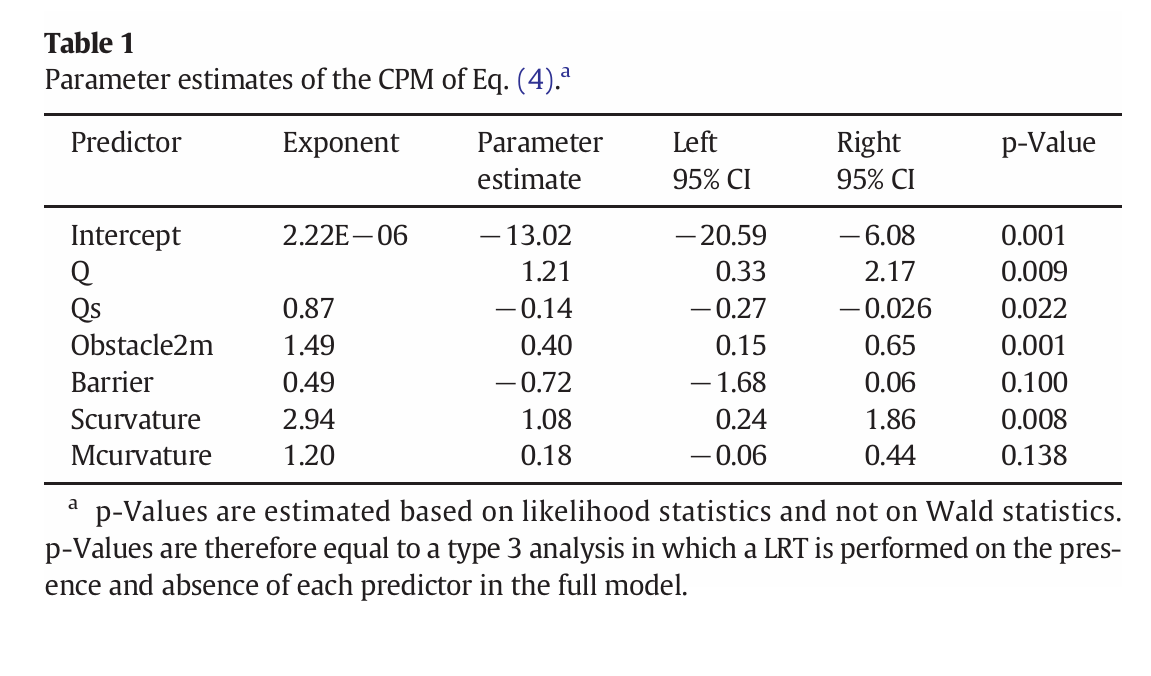 Table 1
Parameter estimates of the CPM of Eq. (4).a
Predictor Exponent Parameter estimate Left 95% CI Right 95% CI p-Value
Intercept 2.22E−06 −13.02 −20.59 −6.08 0.001
Q 1.21 0.33 2.17 0.009
Qs 0.87 −0.14 −0.27 −0.026 0.022
Obstacle2m 1.49 0.40 0.15 0.65 0.001
Barrier 0.49 −0.72 −1.68 0.06 0.100
Scurvature 2.94 1.08 0.24 1.86 0.008
Mcurvature 1.20 0.18 −0.06 0.44 0.138
a p-Values are estimated based on likelihood statistics and not on Wald statistics.
p-Values are therefore equal to a type 3 analysis in which a LRT is performed on the pres-
ence and absence of each predictor in the full model.